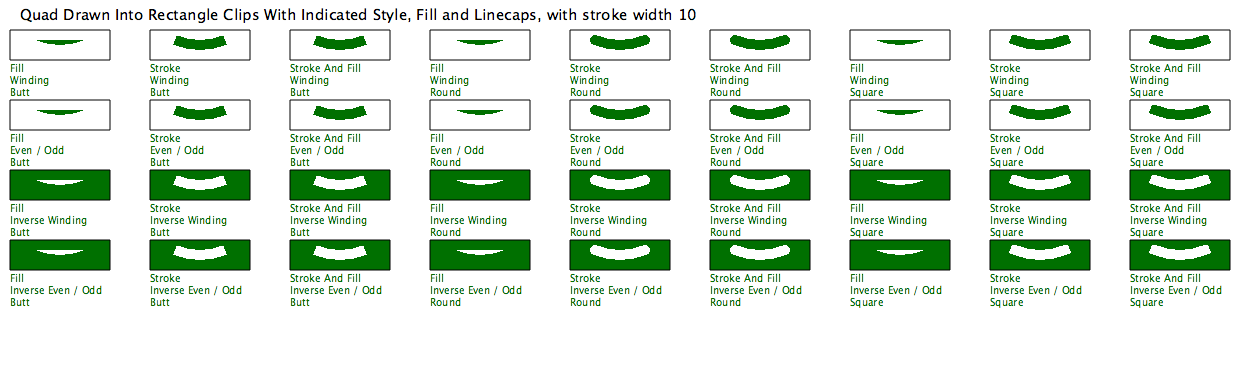 Quad Drawn Into Rectangle Clips With Indicated Style, Fill and Linecaps, with stroke width 10
Fill Stroke Stroke And Fill Fill Stroke Stroke And Fill Fill Stroke Stroke And Fill
Winding Winding Winding Winding Winding Winding Winding Winding Winding
Butt Butt Butt Round Round Round Square Square Square
Fill Stroke Stroke And Fill Fill Stroke Stroke And Fill Fill Stroke Stroke And Fill
Even / Odd Even / Odd Even / Odd Even / Odd Even / Odd Even / Odd Even / Odd Even / Odd Even / Odd
Butt Butt Butt Round Round Round Square Square Square
Fill Stroke Stroke And Fill Fill Stroke Stroke And Fill Fill Stroke Stroke And Fill
Inverse Winding Inverse Winding Inverse Winding Inverse Winding Inverse Winding Inverse Winding Inverse Winding Inverse Winding Inverse Winding
Butt Butt Butt Round Round Round Square Square Square
Fill Stroke Stroke And Fill Fill Stroke Stroke And Fill Fill Stroke Stroke And Fill
Inverse Even / Odd Inverse Even / Odd Inverse Even / Odd Inverse Even / Odd Inverse Even / Odd Inverse Even / Odd Inverse Even / Odd Inverse Even / Odd Inverse Even / Odd
Butt Butt Butt Round Round Round Square Square Square